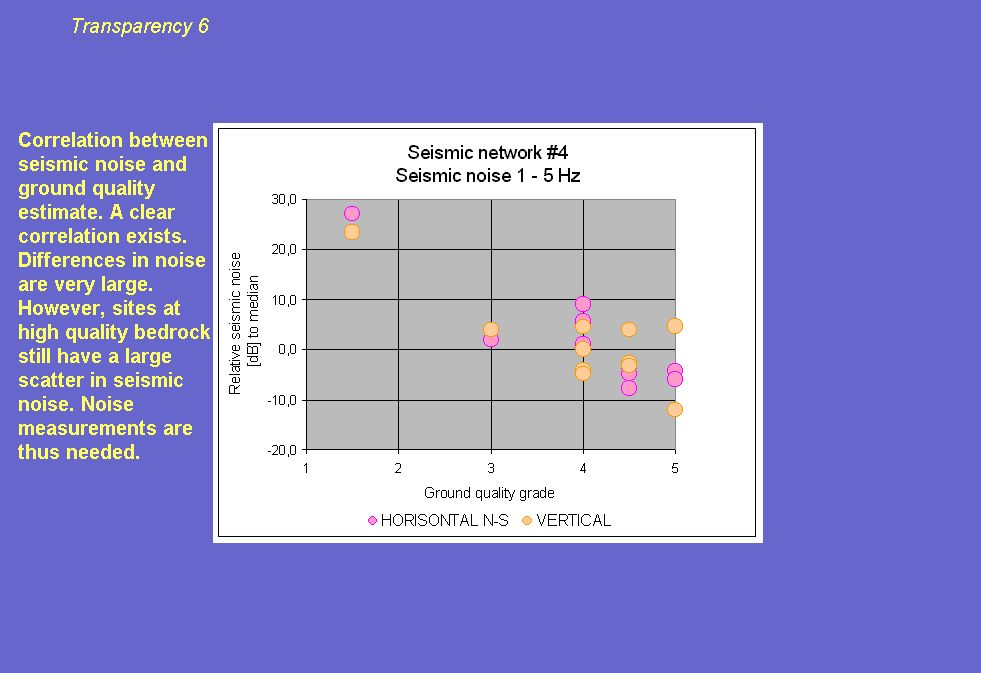 Transparency 6
Correlation between
seismic noise and
ground quality
estimate. A clear
correlation exists.
Differences in noise
are very large.
However, sites at
high quality bedrock
still have a large
scatter in seismic
noise. Noise
measurements are
thus needed.
Seismic network #4
Seismic noise 1 - 5 Hz
Relative seismic noise
[dB] to median
30,0
20,0
10,0
0,0
-10,0
-20,0
1 2 3 4 5
Ground quality grade
HORISONTAL N-S VERTICAL